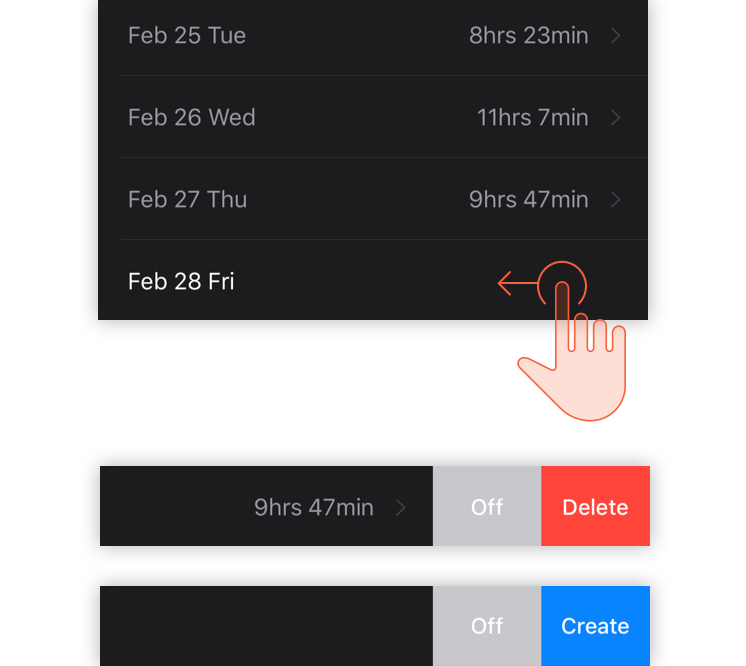 Feb 25 Tue 8hrs 23min
Feb 26 Wed 11hrs 7min
Feb 27 Thu 9hrs 47min
Feb 28 Fri
9hrs 47min Off Delete
Off Create